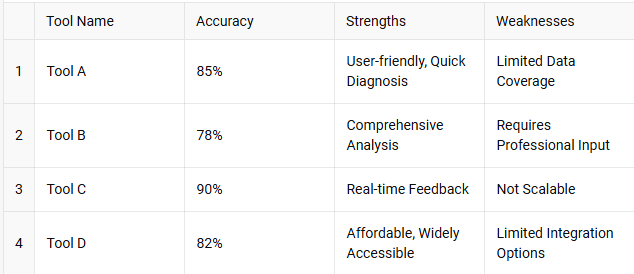 Tool Name Accuracy Strengths Weaknesses
1 Tool A 85% User-friendly, Quick Diagnosis Limited Data Coverage
2 Tool B 78% Comprehensive Analysis Requires Professional Input
3 Tool C 90% Real-time Feedback Not Scalable
4 Tool D 82% Affordable, Widely Accessible Limited Integration Options